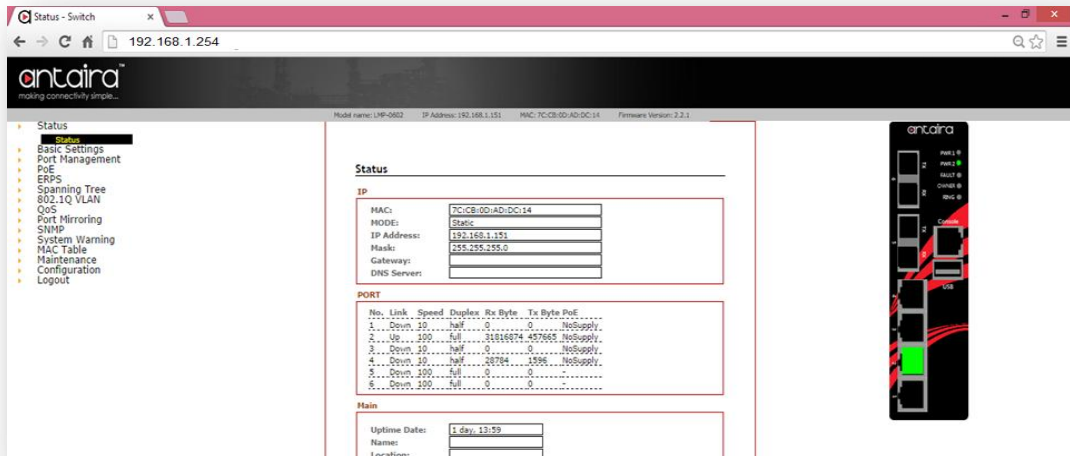 Status - Switch
192.168.1.254
antaira™
making connectivity simple...
Model name: LMP-0602 IP Address: 192.168.1.151 MAC: 7C:CB:0D:AD:DC:14 Firmware Version: 2.2.1
Status
Status
Basic Settings
Port Management
PoE
ERPS
Spanning Tree
802.1Q VLAN
QoS
Port Mirroring
SNMP
System Warning
MAC Table
Maintenance
Configuration
Logout
Status
IP
MAC: 7C:CB:0D:AD:DC:14
MODE: Static
IP Address: 192.168.1.151
Mask: 255.255.255.0
Gateway:
DNS Server:
PORT
No. Link Speed Duplex Rx Byte Tx Byte PoE
1 Down 10 half 0 0 NoSupply
2 Up 100 full 31816874 457665 NoSupply
3 Down 10 half 0 0 NoSupply
4 Down 10 half 28784 1596 NoSupply
5 Down 100 full 0 0 -
6 Down 100 full 0 0 -
Main
Uptime Date: 1 day, 13:59
Name:
Location:
antaira
PWR1
PWR2
FAULT
OWNER
RING
Console
USB